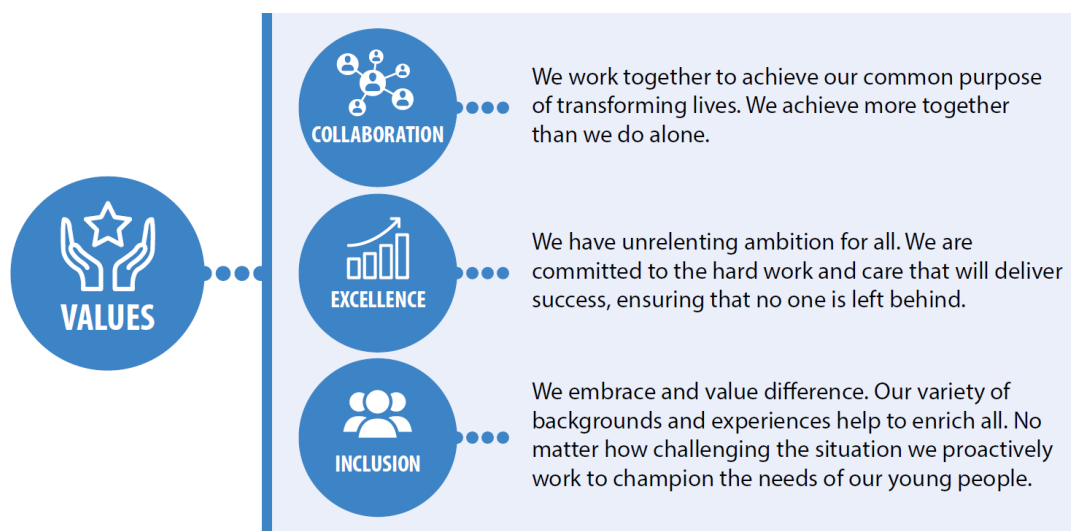 VALUES
COLLABORATION
We work together to achieve our common purpose
of transforming lives. We achieve more together
than we do alone.
EXCELLENCE
We have unrelenting ambition for all. We are
committed to the hard work and care that will deliver
success, ensuring that no one is left behind.
INCLUSION
We embrace and value difference. Our variety of
backgrounds and experiences help to enrich all. No
matter how challenging the situation we proactively
work to champion the needs of our young people.